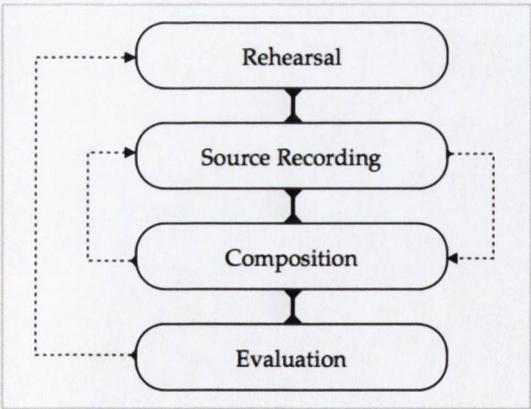 Rehearsal
Source Recording
Composition
Evaluation